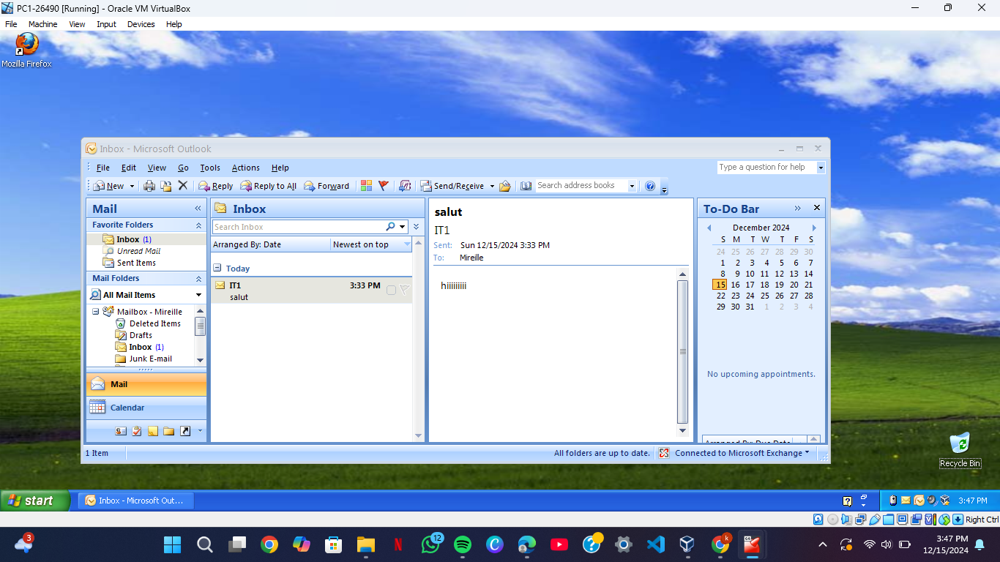 PC1-26490 [Running] - Oracle VM VirtualBox
File Machine View Input Devices Help
Mozilla Firefox
Inbox - Microsoft Outlook
File Edit View Go Tools Actions Help
Type a question for help
New Reply Reply to All Forward Send/Receive Search address books
Mail
Favorite Folders
Inbox (1)
Unread Mail
Sent Items
Mail Folders
All Mail Items
Mailbox - Mireille
Deleted Items
Drafts
Inbox (1)
Junk E-mail
Mail
Calendar
Inbox
Search Inbox
Arranged By: Date Newest on top
Today
IT1 3:33 PM
salut
salut
IT1
Sent: Sun 12/15/2024 3:33 PM
To: Mireille
hiiiiiiiii
To-Do Bar
December 2024
S M T W T F S
24 25 26 27 28 29 30
1 2 3 4 5 6 7
8 9 10 11 12 13 14
15 16 17 18 19 20 21
22 23 24 25 26 27 28
29 30 31 1 2 3 4
No upcoming appointments.
Arranged By: Due Date
1 Item
All folders are up to date. Connected to Microsoft Exchange
Recycle Bin
start Inbox - Microsoft Out... 3:47 PM
Right Ctrl
3
12
k
3:47 PM
12/15/2024